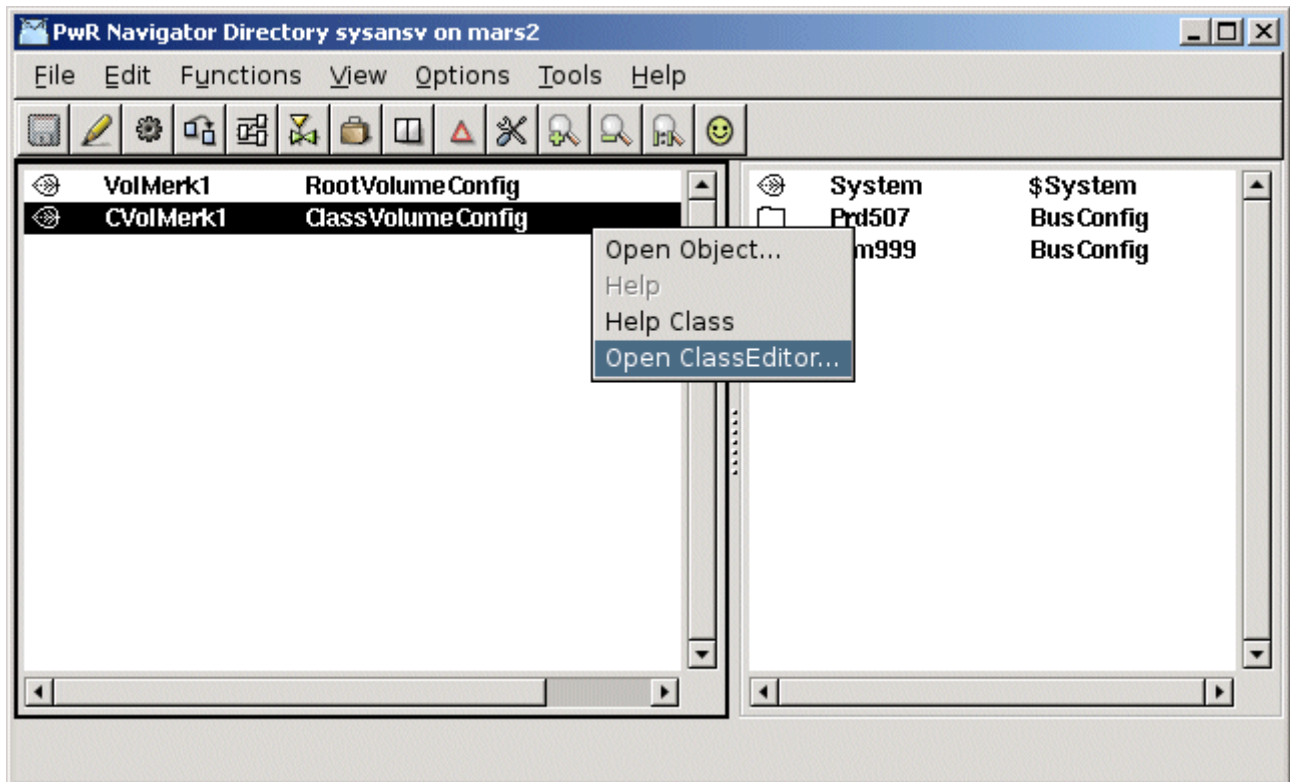 PwR Navigator Directory sysansv on mars2
File Edit Functions View Options Tools Help
VolMerk1 RootVolumeConfig
CVolMerk1 ClassVolumeConfig
System $System
Prd507 BusConfig
m999 BusConfig
Open Object...
Help
Help Class
Open ClassEditor...